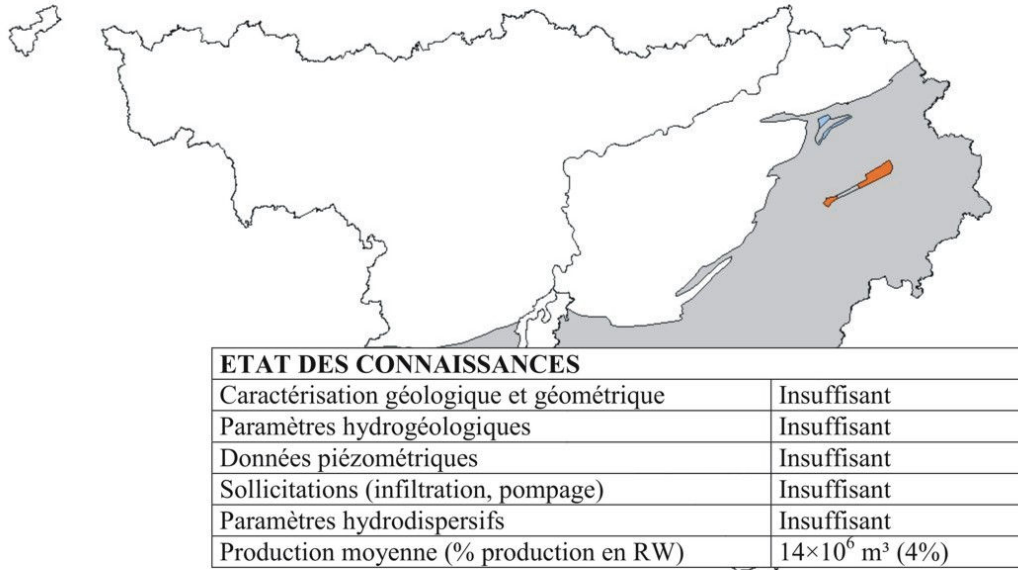 ETAT DES CONNAISSANCES
Caractérisation géologique et géométrique Insuffisant
Paramètres hydrogéologiques Insuffisant
Données piézométriques Insuffisant
Sollicitations (infiltration, pompage) Insuffisant
Paramètres hydrodispersifs Insuffisant
Production moyenne (% production en RW) 14×10⁶ m³ (4%)